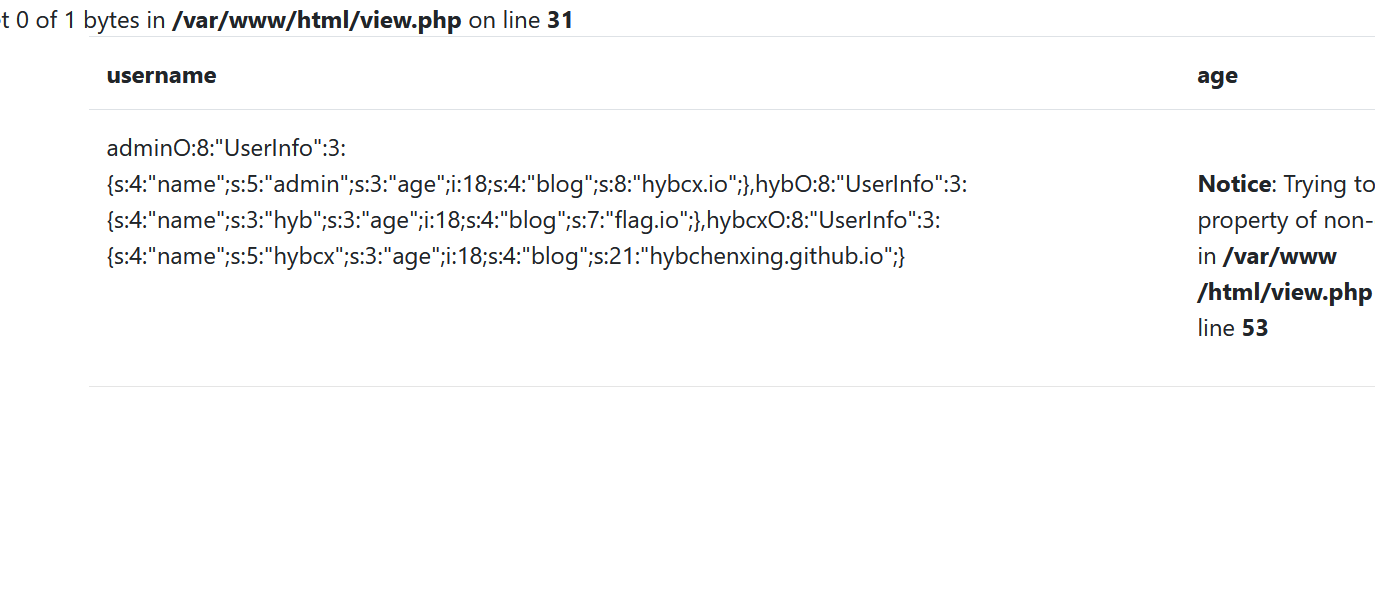 t 0 of 1 bytes in /var/www/html/view.php on line 31
username
age
adminO:8:"UserInfo":3:
{s:4:"name";s:5:"admin";s:3:"age";i:18;s:4:"blog";s:8:"hybcx.io";},hybO:8:"UserInfo":3:
{s:4:"name";s:3:"hyb";s:3:"age";i:18;s:4:"blog";s:7:"flag.io";},hybcxO:8:"UserInfo":3:
{s:4:"name";s:5:"hybcx";s:3:"age";i:18;s:4:"blog";s:21:"hybchenxing.github.io";}
Notice: Trying to
property of non-
in /var/www
/html/view.php
line 53